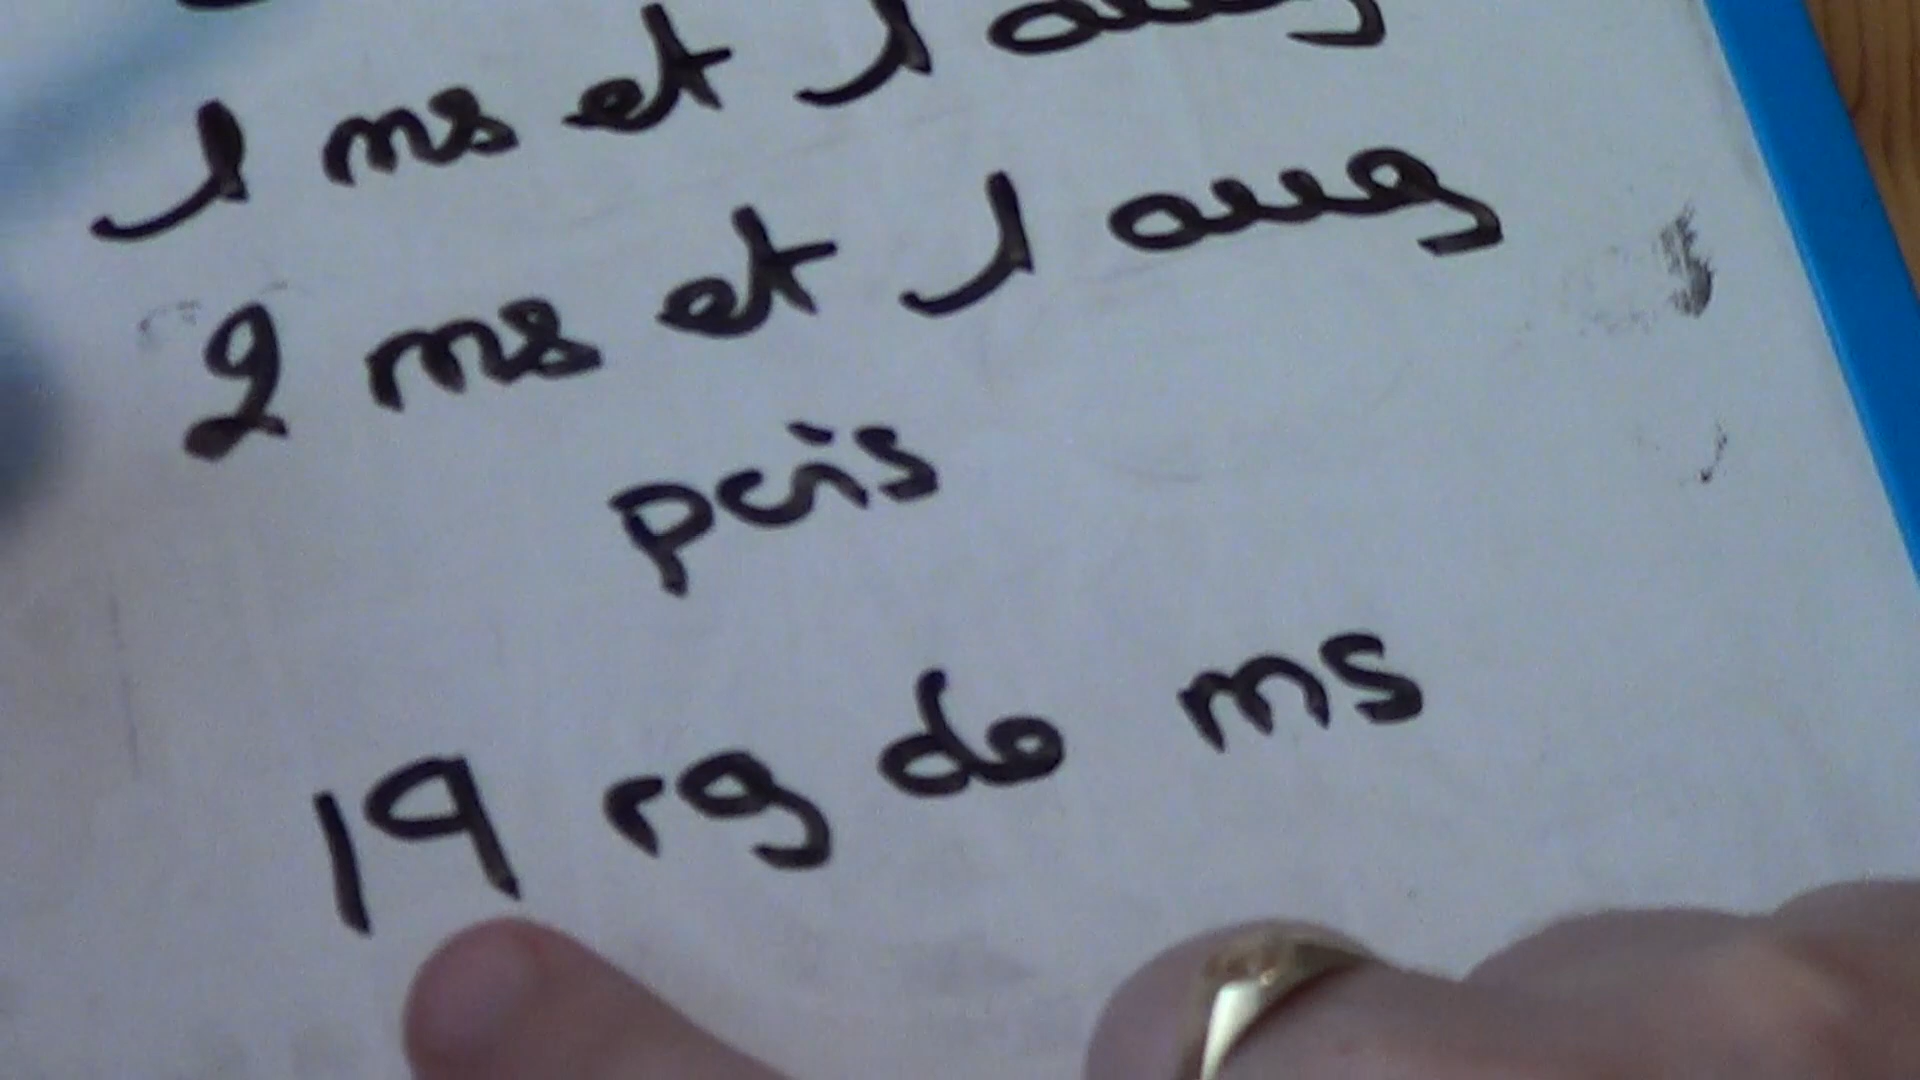 1 ms et 1 aug
2 ms et 1 aug
puis
19 rg de ms